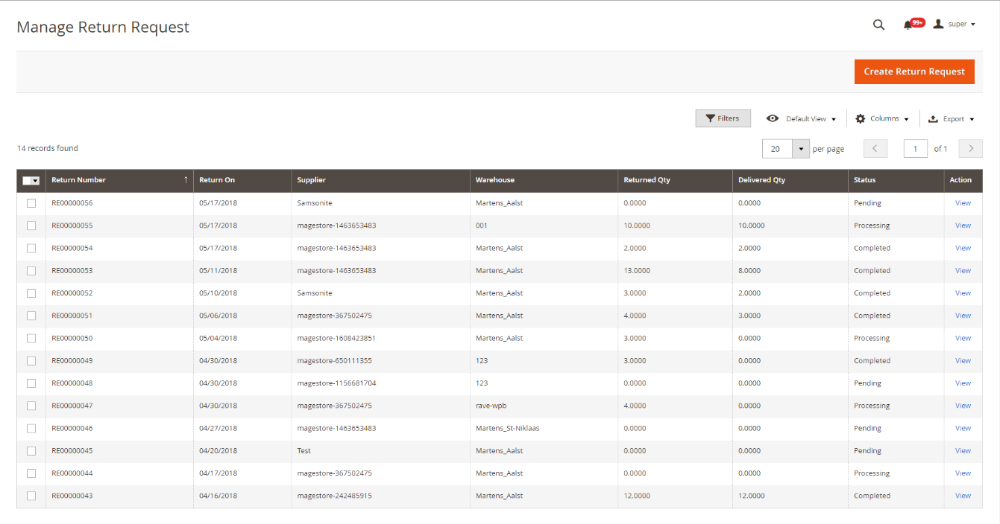 Manage Return Request
99+ super
Create Return Request
Filters Default View Columns Export
14 records found 20 per page 1 of 1
Return Number ↑ Return On Supplier Warehouse Returned Qty Delivered Qty Status Action
RE00000056 05/17/2018 Samsonite Martens_Aalst 0.0000 0.0000 Pending View
RE00000055 05/17/2018 magestore-1463653483 001 10.0000 10.0000 Processing View
RE00000054 05/17/2018 magestore-1463653483 Martens_Aalst 2.0000 2.0000 Completed View
RE00000053 05/11/2018 magestore-1463653483 Martens_Aalst 13.0000 8.0000 Completed View
RE00000052 05/10/2018 Samsonite Martens_Aalst 3.0000 2.0000 Completed View
RE00000051 05/06/2018 magestore-367502475 Martens_Aalst 4.0000 3.0000 Completed View
RE00000050 05/04/2018 magestore-1608423851 Martens_Aalst 3.0000 0.0000 Processing View
RE00000049 04/30/2018 magestore-650111355 123 3.0000 0.0000 Completed View
RE00000048 04/30/2018 magestore-1156681704 123 0.0000 0.0000 Pending View
RE00000047 04/30/2018 magestore-367502475 rave-wpb 4.0000 0.0000 Processing View
RE00000046 04/27/2018 magestore-1463653483 Martens_St-Niklaas 0.0000 0.0000 Pending View
RE00000045 04/20/2018 Test Martens_Aalst 0.0000 0.0000 Pending View
RE00000044 04/17/2018 magestore-367502475 Martens_Aalst 0.0000 0.0000 Processing View
RE00000043 04/16/2018 magestore-242485915 Martens_Aalst 12.0000 12.0000 Completed View